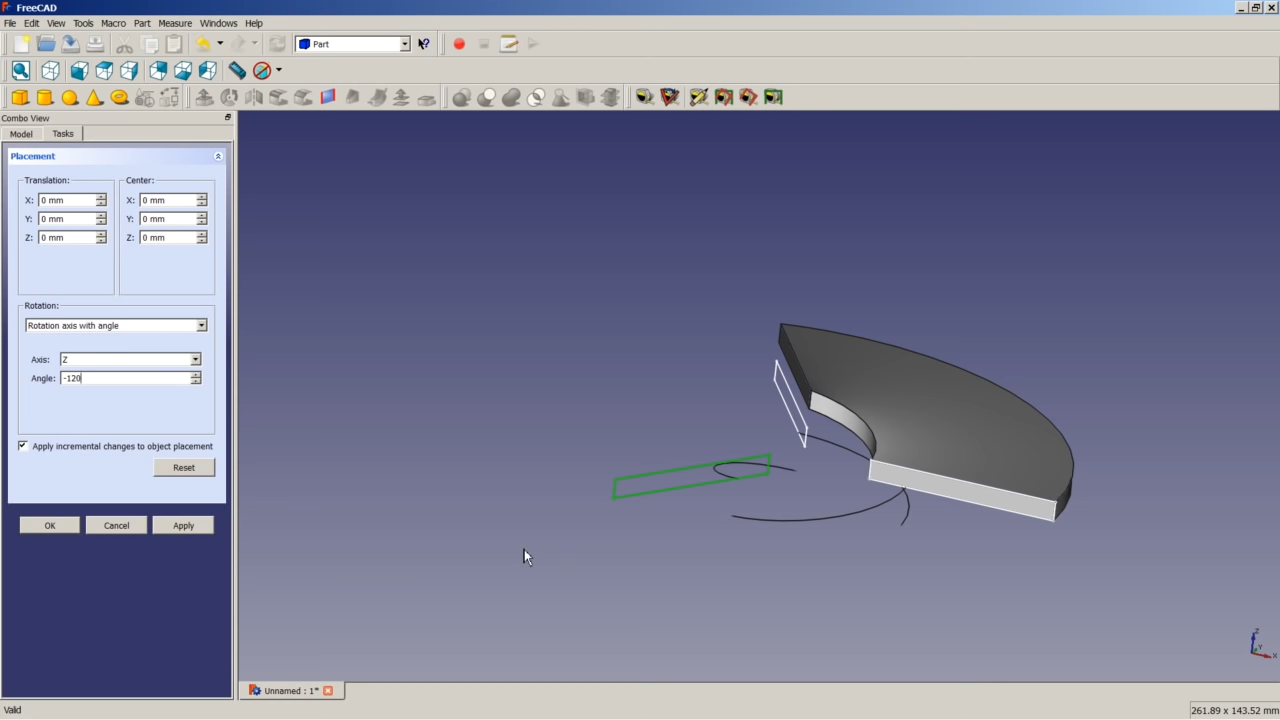 FreeCAD
File Edit View Tools Macro Part Measure Windows Help
Part
Combo View
Model Tasks
Placement
Translation: Center:
X: 0 mm X: 0 mm
Y: 0 mm Y: 0 mm
Z: 0 mm Z: 0 mm
Rotation:
Rotation axis with angle
Axis: Z
Angle: -120
Apply incremental changes to object placement
Reset
OK Cancel Apply
Z
Y
X
Unnamed : 1*
Valid 261.89 x 143.52 mm